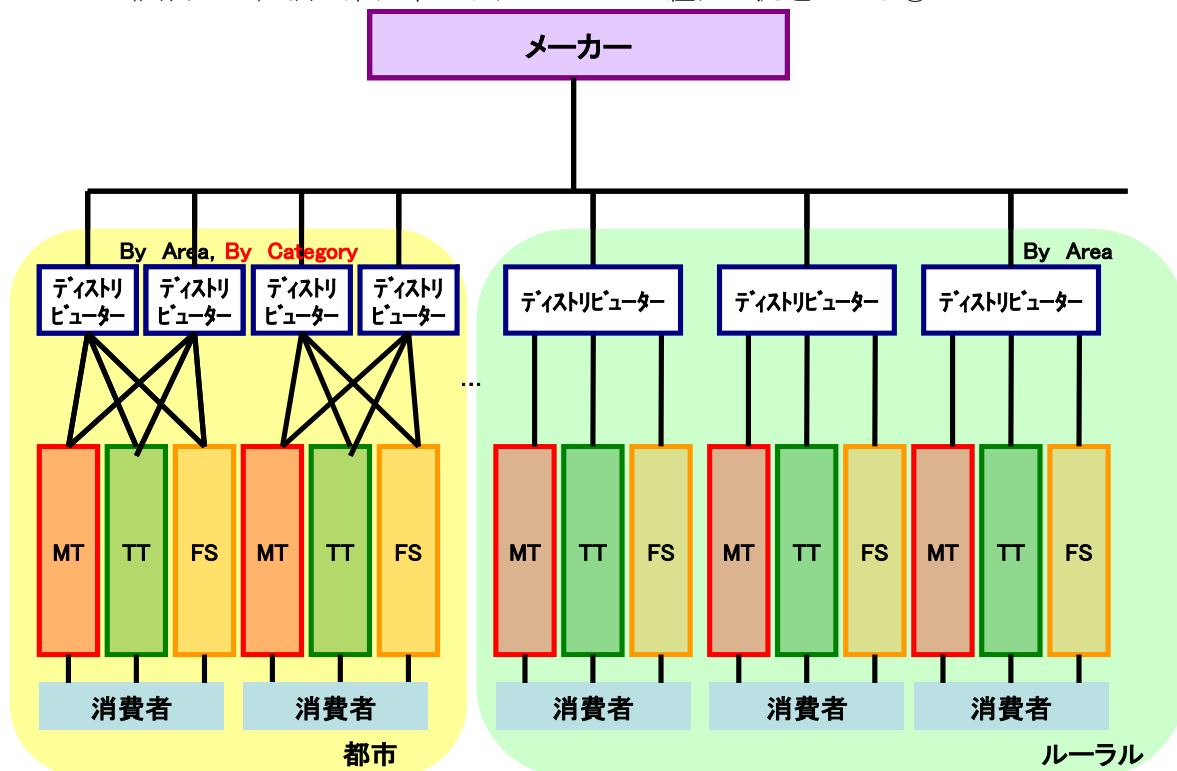 メーカー
By Area, By Category
By Area
ディストリ
ビューター
ディストリ
ビューター
ディストリ
ビューター
ディストリ
ビューター
ディストリビューター
ディストリビューター
ディストリビューター
…
MT
TT
FS
MT
TT
FS
MT
TT
FS
MT
TT
FS
MT
TT
FS
消費者
消費者
消費者
消費者
消費者
都市
ルーラル